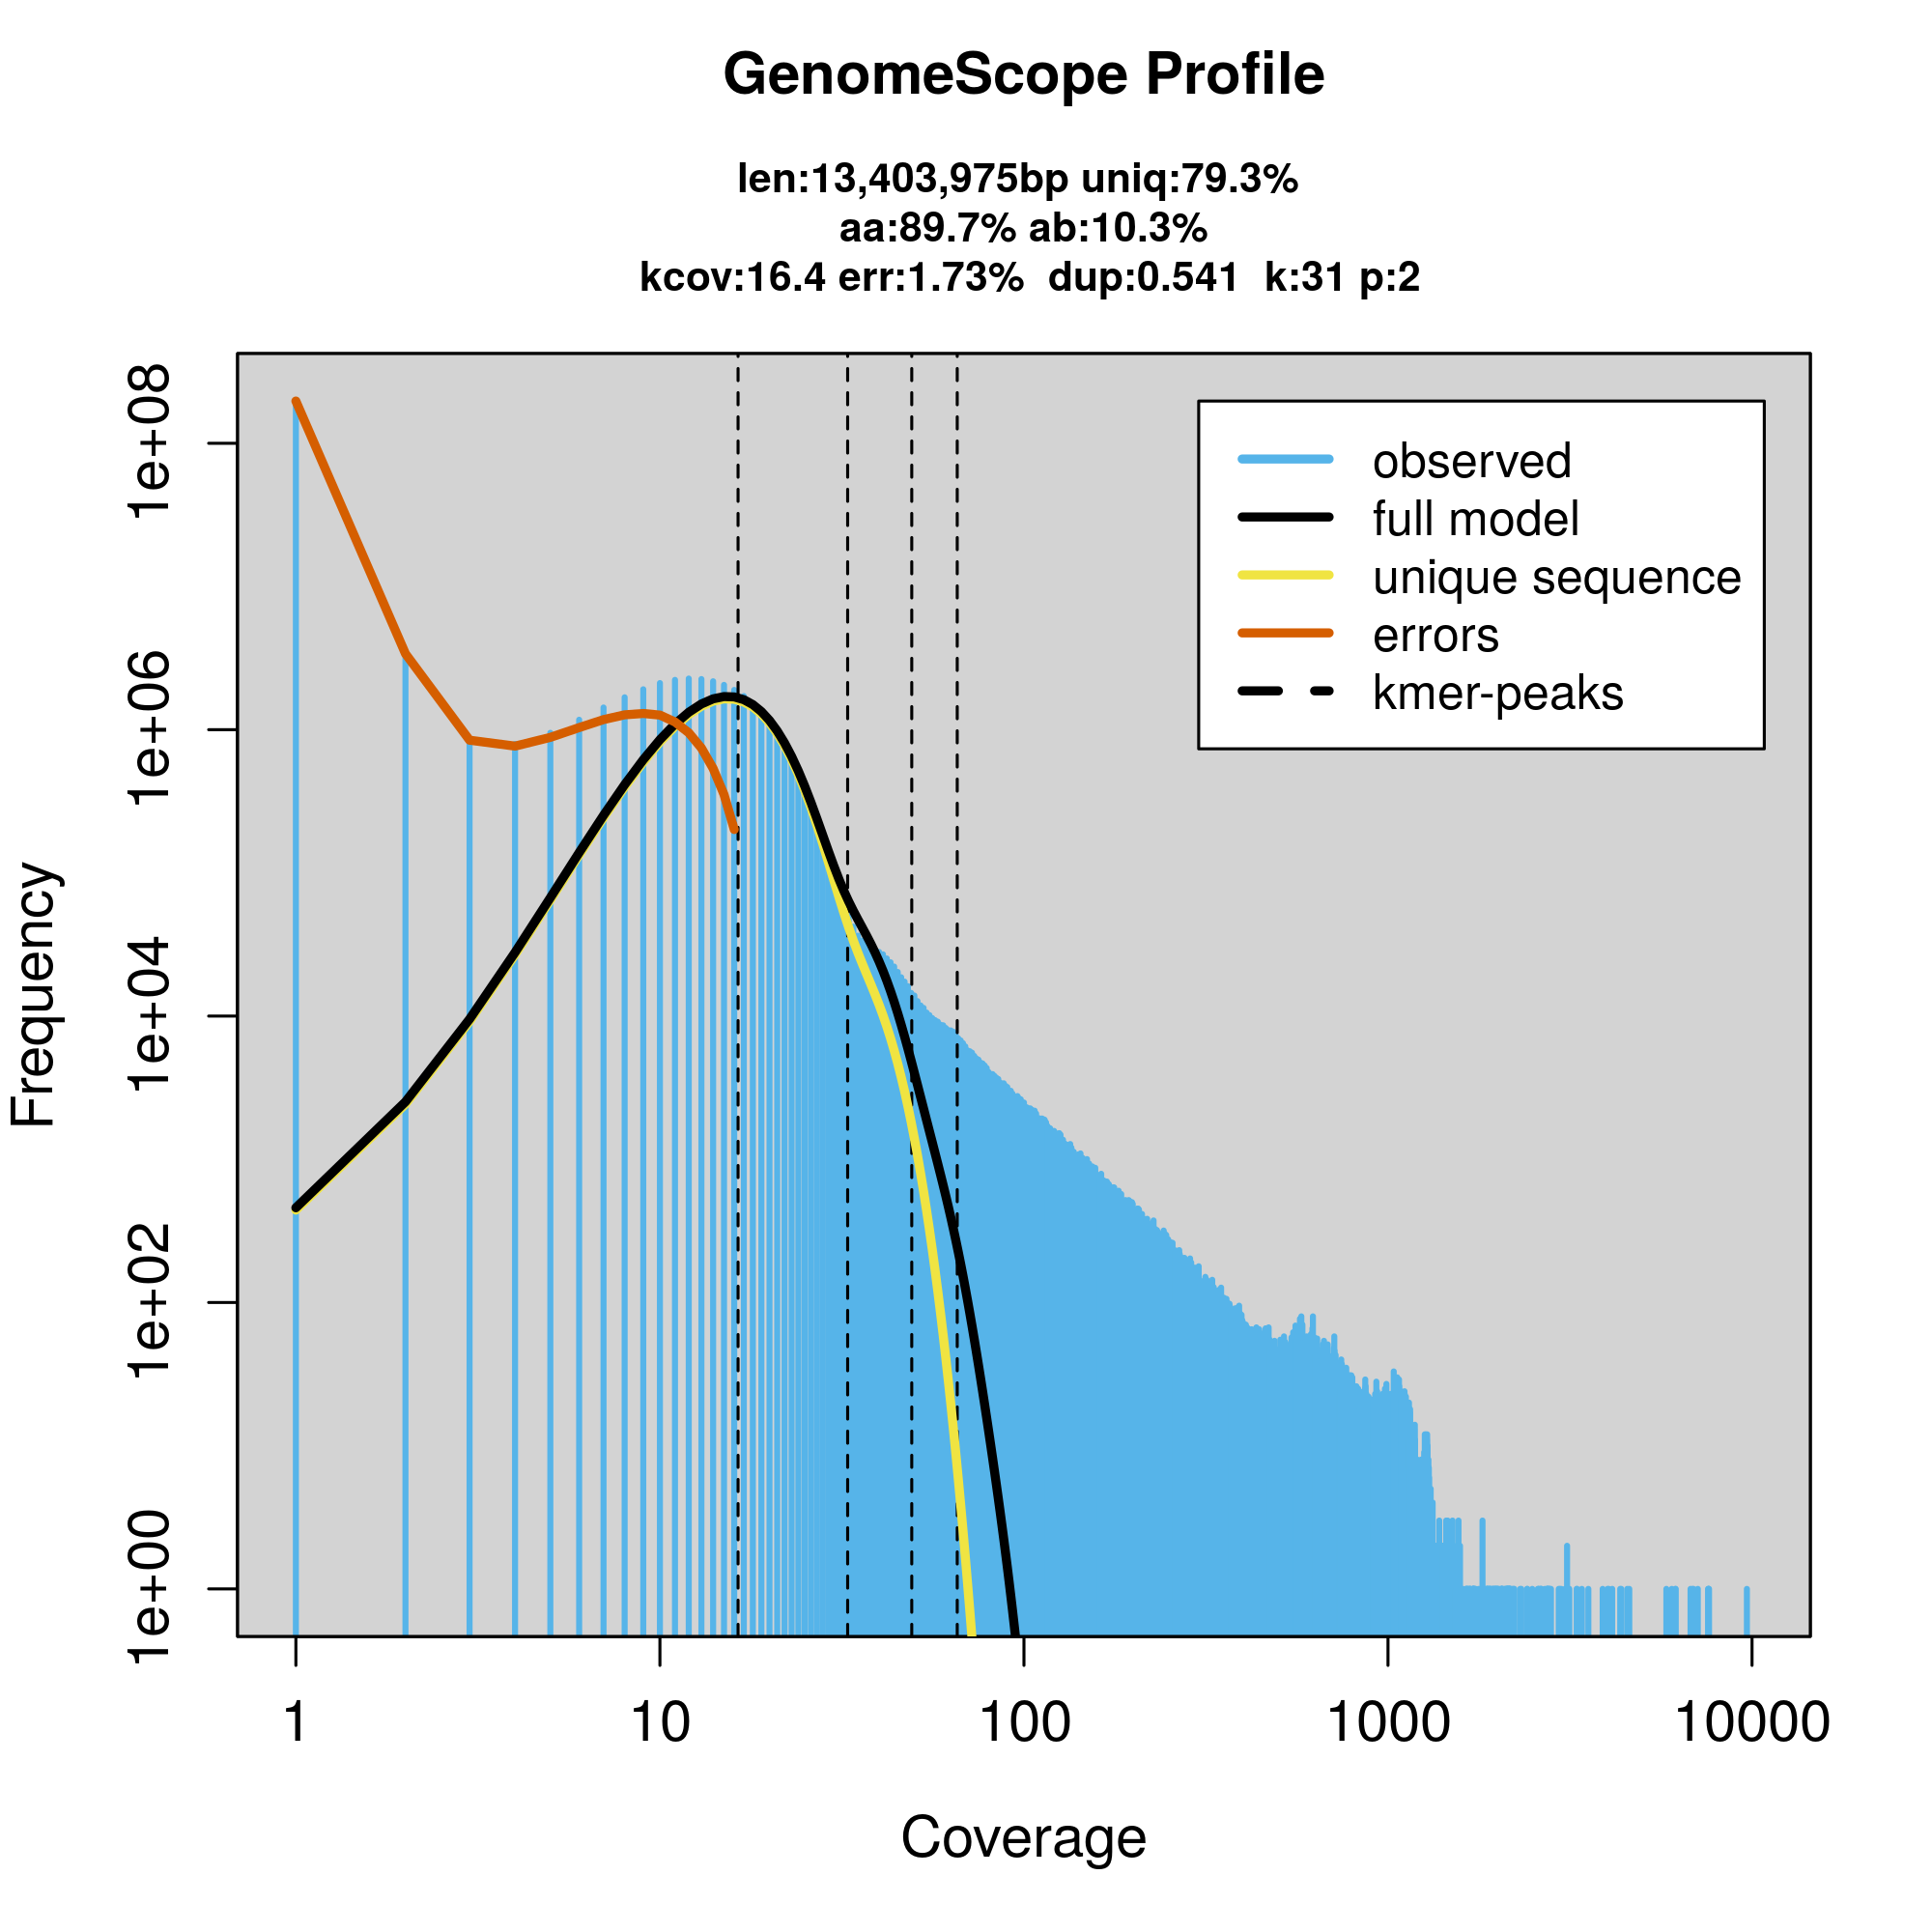 GenomeScope Profile
len:13,403,975bp uniq:79.3%
aa:89.7% ab:10.3%
kcov:16.4 err:1.73% dup:0.541 k:31 p:2
observed
full model
unique sequence
errors
kmer-peaks
Frequency
1e+08
1e+06
1e+04
1e+02
1e+00
1 10 100 1000 10000
Coverage